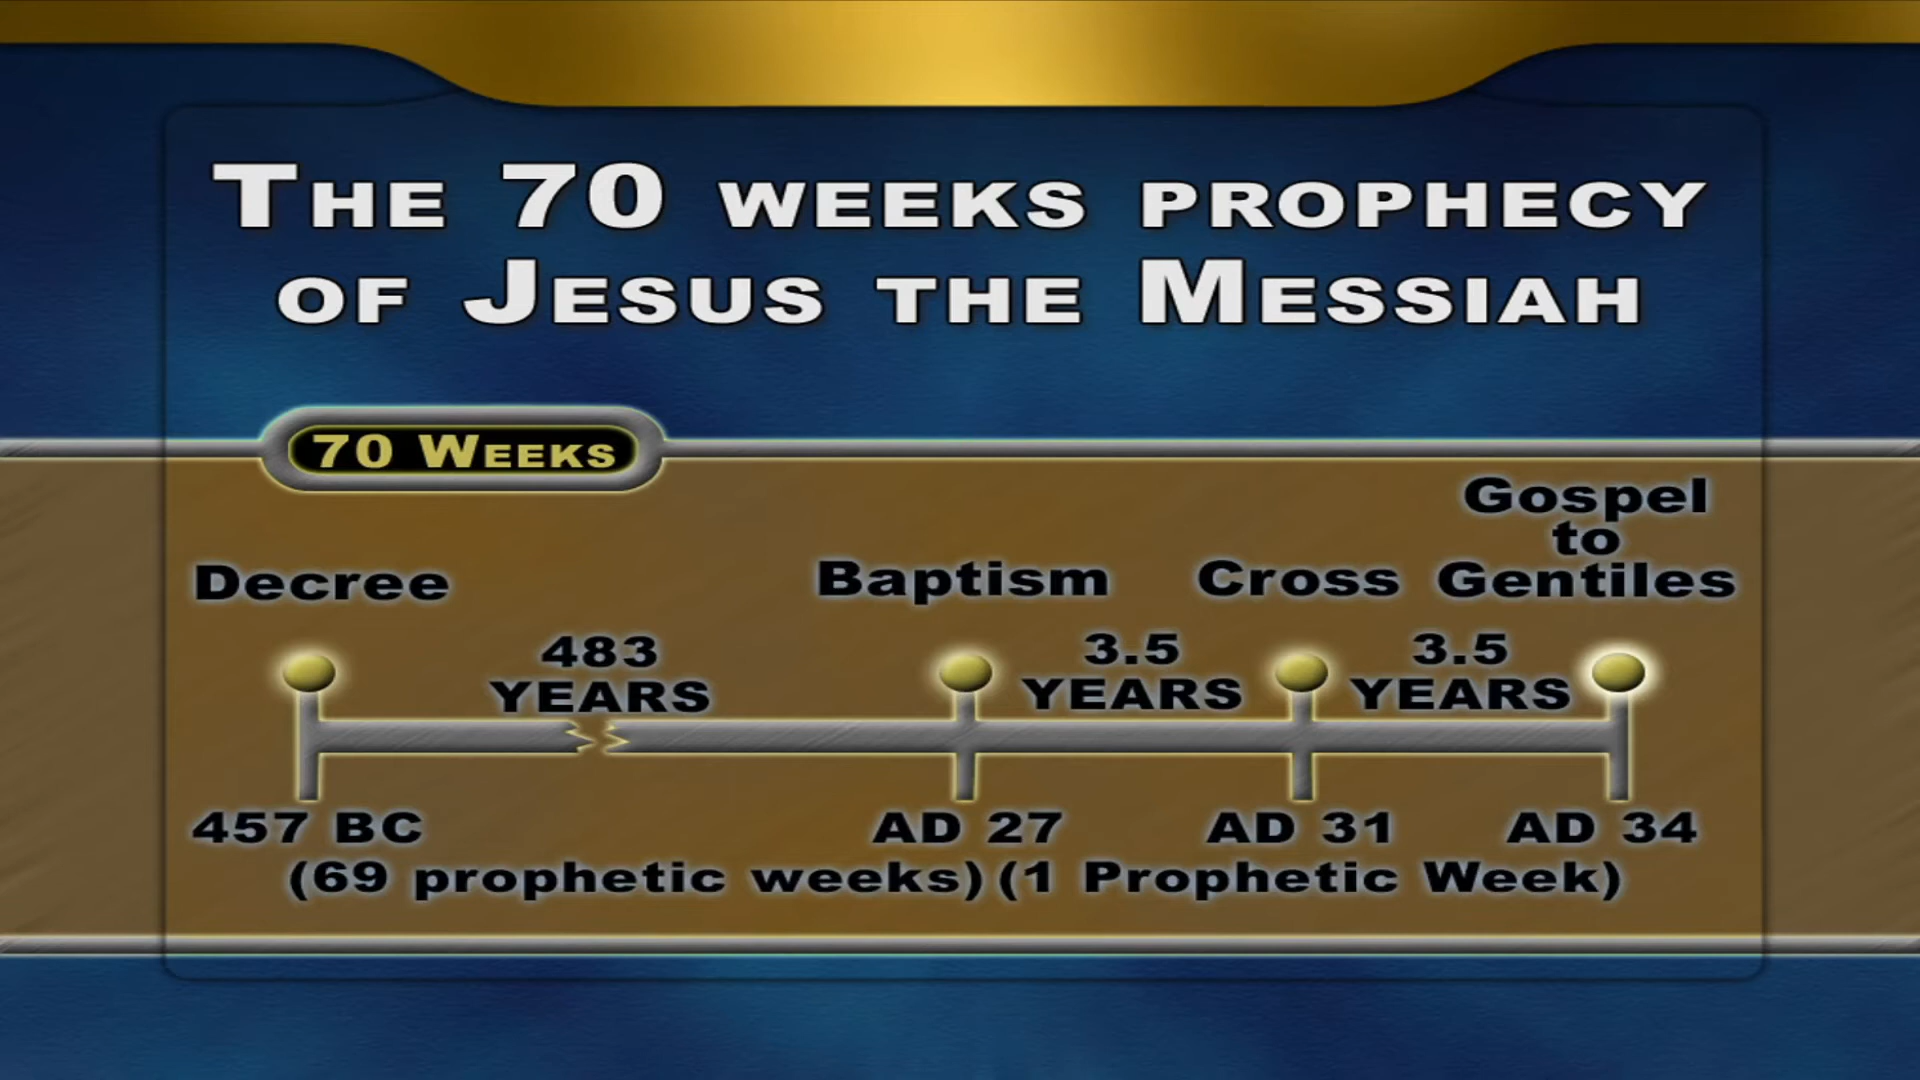 The 70 weeks prophecy
of Jesus the Messiah
70 Weeks
Gospel
to
Gentiles
Decree
Baptism
Cross
483
YEARS
3.5
YEARS
3.5
YEARS
457 BC
AD 27
AD 31
AD 34
(69 prophetic weeks) (1 Prophetic Week)